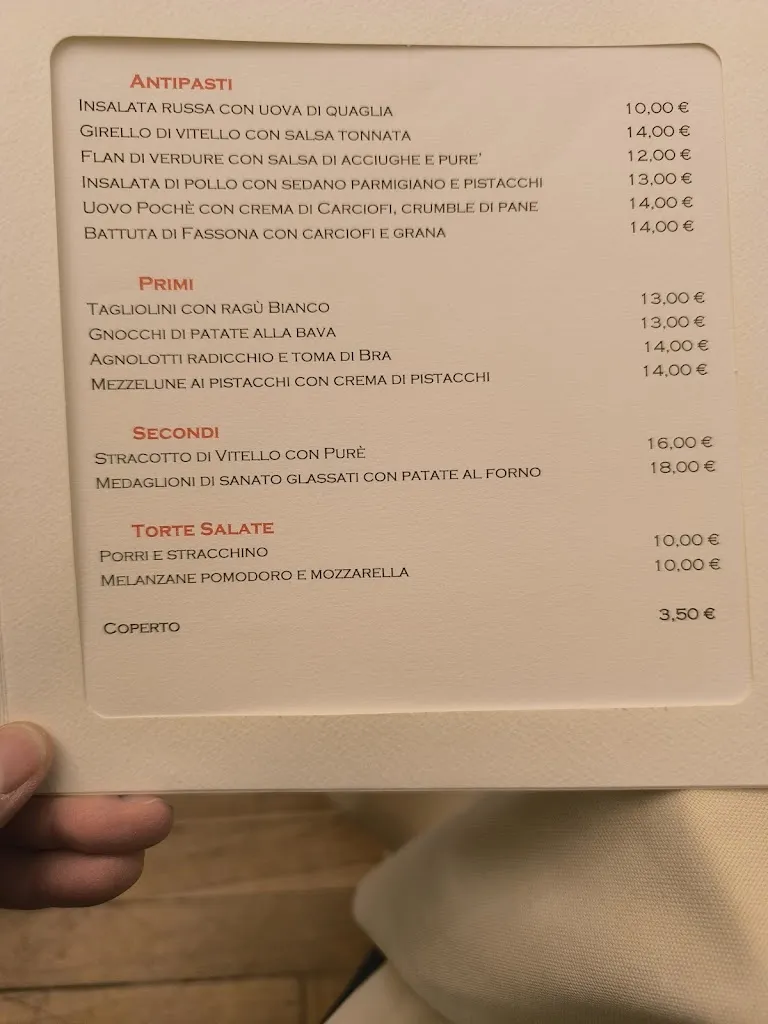 ANTIPASTI
INSALATA RUSSA CON UOVA DI QUAGLIA 10,00 €
GIRELLO DI VITELLO CON SALSA TONNATA 14,00 €
FLAN DI VERDURE CON SALSA DI ACCIUGHE E PURE' 12,00 €
INSALATA DI POLLO CON SEDANO PARMIGIANO E PISTACCHI 13,00 €
UOVO POCHÈ CON CREMA DI CARCIOFI, CRUMBLE DI PANE 14,00 €
BATTUTA DI FASSONA CON CARCIOFI E GRANA 14,00 €
PRIMI
TAGLIOLINI CON RAGÙ BIANCO 13,00 €
GNOCCHI DI PATATE ALLA BAVA 13,00 €
AGNOLOTTI RADICCHIO E TOMA DI BRA 14,00 €
MEZZELUNE AI PISTACCHI CON CREMA DI PISTACCHI 14,00 €
SECONDI
STRACOTTO DI VITELLO CON PURÈ 16,00 €
MEDAGLIONI DI SANATO GLASSATI CON PATATE AL FORNO 18,00 €
TORTE SALATE
PORRI E STRACCHINO 10,00 €
MELANZANE POMODORO E MOZZARELLA 10,00 €
COPERTO 3,50 €